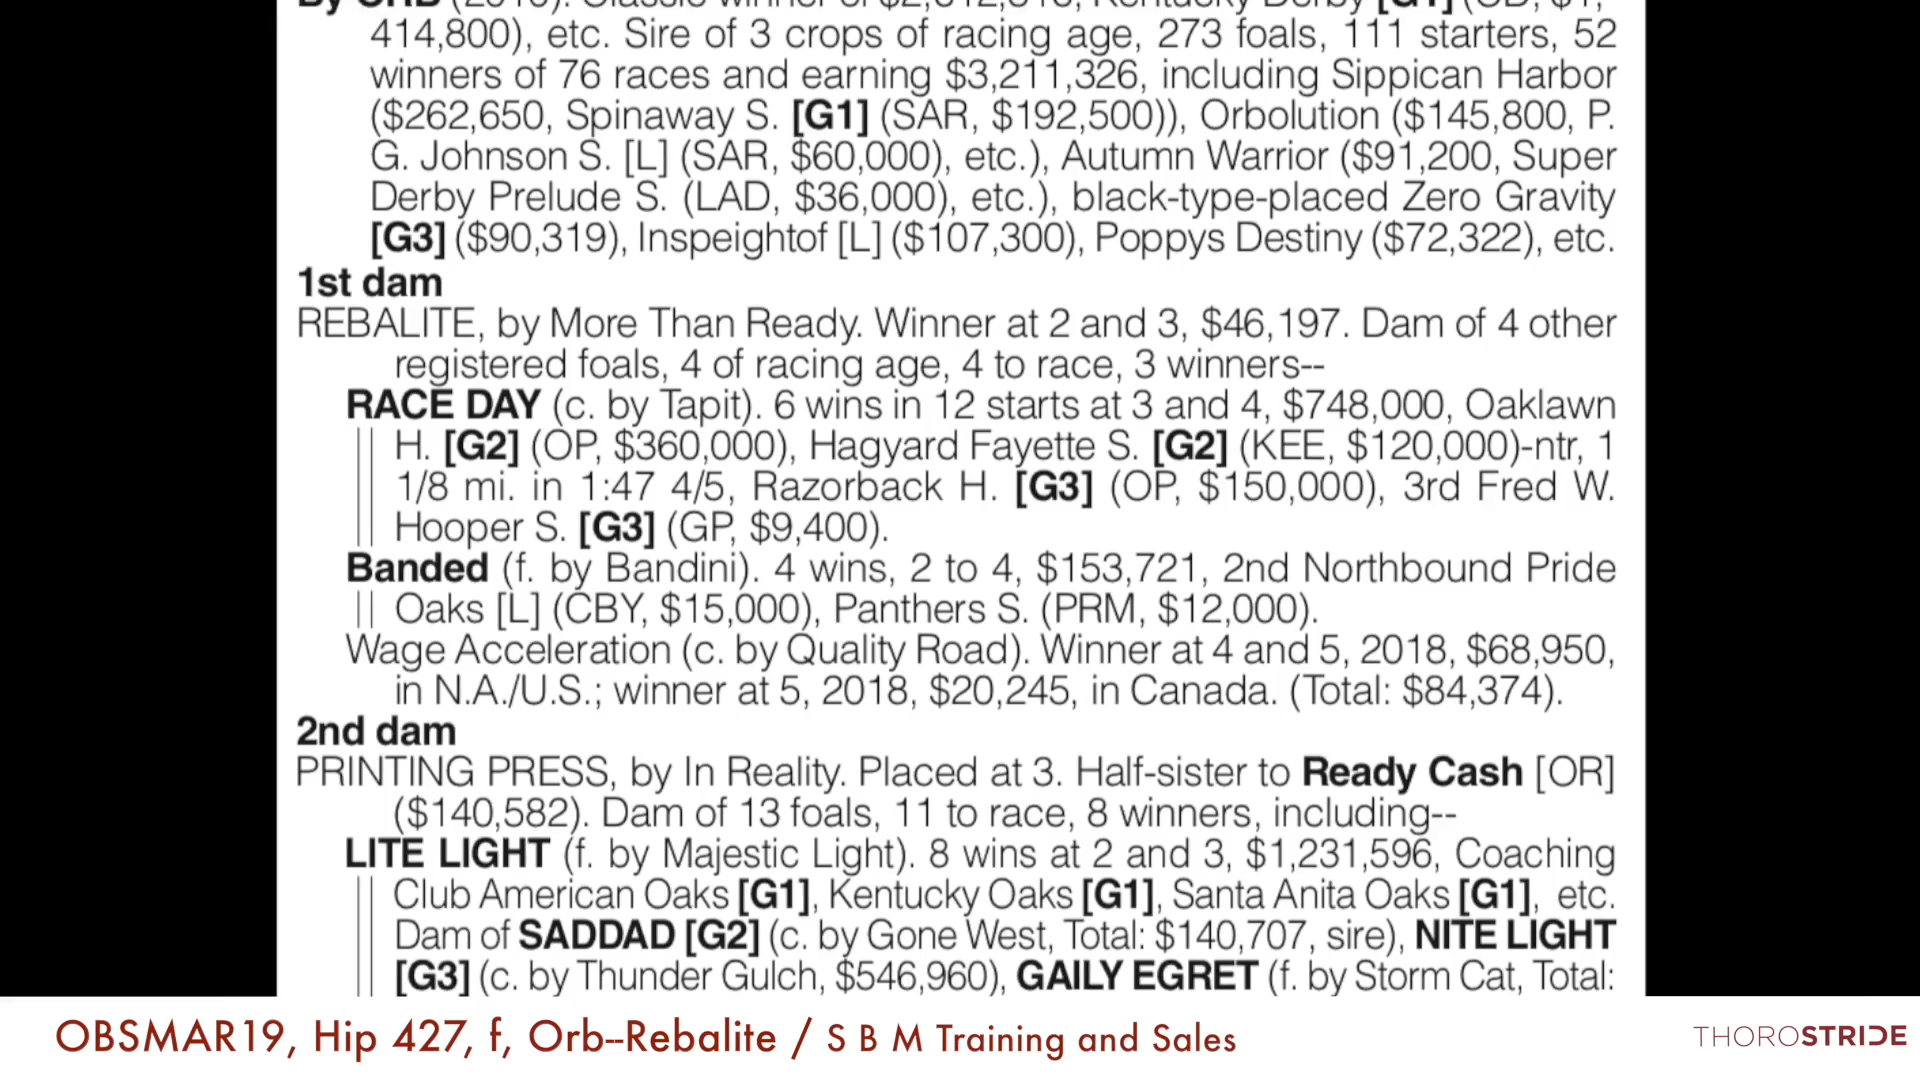 By ORB (2010). Classic winner of $2,612,516, Kentucky Derby [G1] (CD, $1,
414,800), etc. Sire of 3 crops of racing age, 273 foals, 111 starters, 52
winners of 76 races and earning $3,211,326, including Sippican Harbor
($262,650, Spinaway S. [G1] (SAR, $192,500)), Orbolution ($145,800, P.
G. Johnson S. [L] (SAR, $60,000), etc.), Autumn Warrior ($91,200, Super
Derby Prelude S. (LAD, $36,000), etc.), black-type-placed Zero Gravity
[G3] ($90,319), Inspeightof [L] ($107,300), Poppys Destiny ($72,322), etc.
1st dam
REBALITE, by More Than Ready. Winner at 2 and 3, $46,197. Dam of 4 other
registered foals, 4 of racing age, 4 to race, 3 winners--
RACE DAY (c. by Tapit). 6 wins in 12 starts at 3 and 4, $748,000, Oaklawn
H. [G2] (OP, $360,000), Hagyard Fayette S. [G2] (KEE, $120,000)-ntr, 1
1/8 mi. in 1:47 4/5, Razorback H. [G3] (OP, $150,000), 3rd Fred W.
Hooper S. [G3] (GP, $9,400).
Banded (f. by Bandini). 4 wins, 2 to 4, $153,721, 2nd Northbound Pride
Oaks [L] (CBY, $15,000), Panthers S. (PRM, $12,000).
Wage Acceleration (c. by Quality Road). Winner at 4 and 5, 2018, $68,950,
in N.A./U.S.; winner at 5, 2018, $20,245, in Canada. (Total: $84,374).
2nd dam
PRINTING PRESS, by In Reality. Placed at 3. Half-sister to Ready Cash [OR]
($140,582). Dam of 13 foals, 11 to race, 8 winners, including--
LITE LIGHT (f. by Majestic Light). 8 wins at 2 and 3, $1,231,596, Coaching
Club American Oaks [G1], Kentucky Oaks [G1], Santa Anita Oaks [G1], etc.
Dam of SADDAD [G2] (c. by Gone West, Total: $140,707, sire), NITE LIGHT
[G3] (c. by Thunder Gulch, $546,960), GAILY EGRET (f. by Storm Cat, Total:
OBSMAR19, Hip 427, f, Orb--Rebalite / S B M Training and Sales
THOROSTRIDE